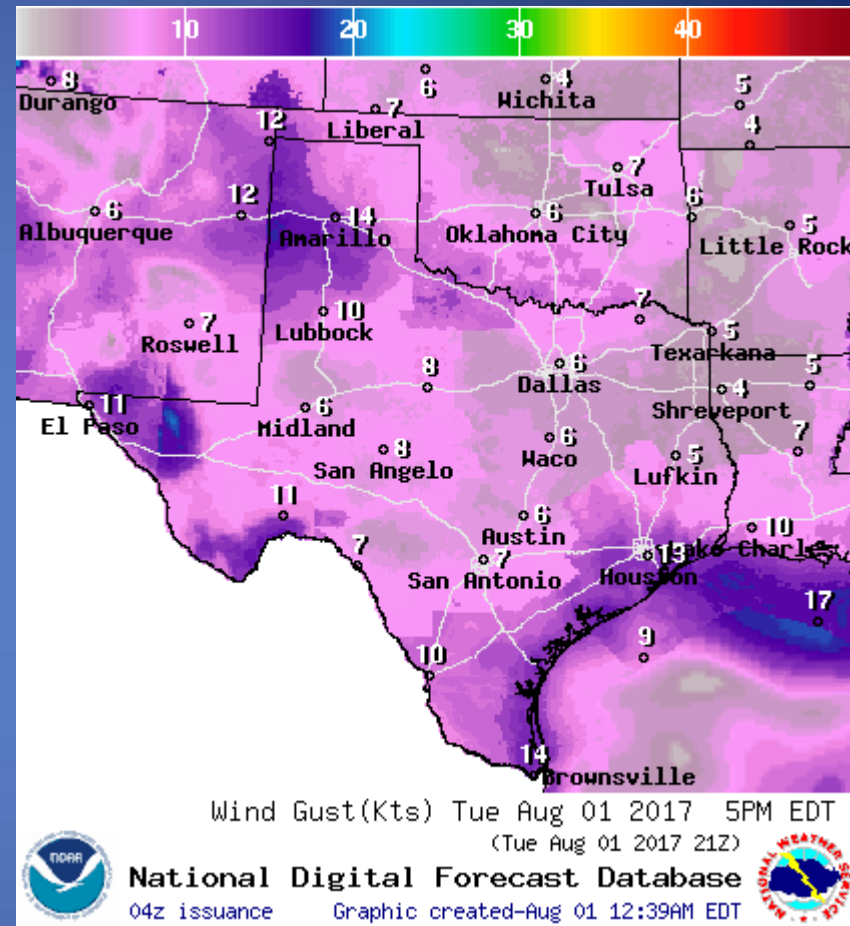 10 20 30 40
8 Durango
6
4 Wichita
5
7 Liberal
12
4
7 Tulsa
12
6 Albuquerque
14 Amarillo
6 Oklahoma City
6
5 Little Rock
7 Roswell
10 Lubbock
7
5 Texarkana
8
6 Dallas
4 Shreveport
5
11 El Paso
6 Midland
8 San Angelo
6 Waco
5 Lufkin
7
11
6 Austin
10 Lake Charles
7
7 San Antonio
13 Houston
17
9
10
14 Brownsville
Wind Gust(Kts) Tue Aug 01 2017 5PM EDT
(Tue Aug 01 2017 21Z)
NOAA
National Digital Forecast Database
04z issuance Graphic created-Aug 01 12:39AM EDT
NATIONAL WEATHER SERVICE